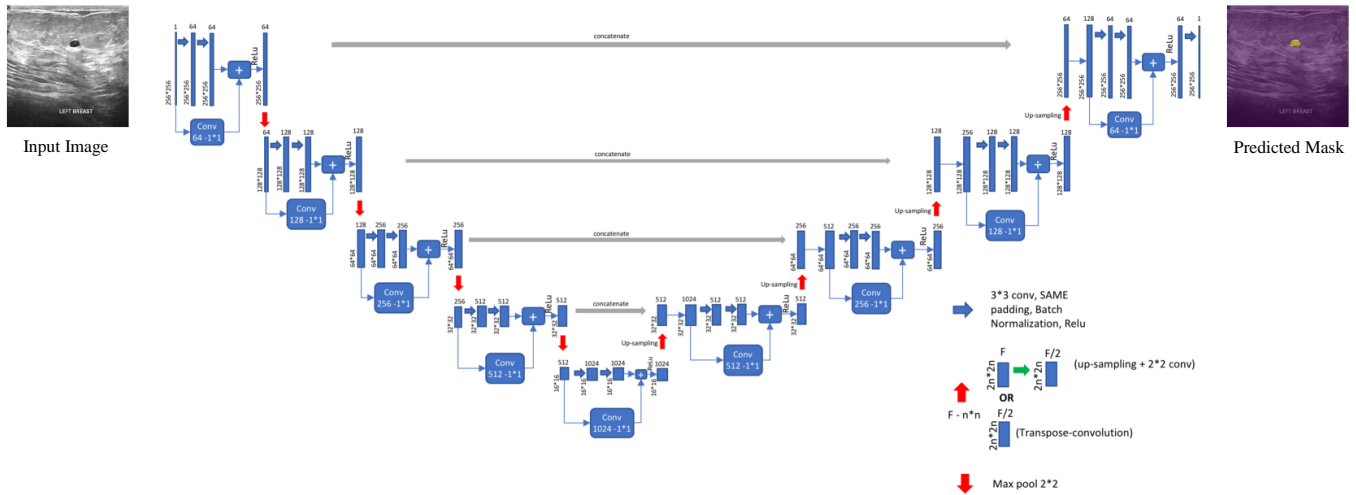 LEFT BREAST
Input Image
1
64
64
64
256*256
256*256
256*256
256*256
+
ReLu
Conv
64 -1*1
concatenate
64
128
128
128
128*128
128*128
128*128
128*128
+
ReLu
Conv
128 -1*1
concatenate
128
256
256
256
64*64
64*64
64*64
64*64
+
ReLu
Conv
256 -1*1
concatenate
256
512
512
512
32*32
32*32
32*32
32*32
+
ReLu
Conv
512 -1*1
concatenate
512
1024
1024
1024
16*16
16*16
16*16
16*16
+
ReLu
Conv
1024 -1*1
Up-sampling
512
1024
512
512
512
32*32
32*32
32*32
32*32
32*32
+
ReLu
Conv
512 -1*1
Up-sampling
256
512
256
256
256
64*64
64*64
64*64
64*64
64*64
+
ReLu
Conv
256 -1*1
Up-sampling
128
256
128
128
128
128*128
128*128
128*128
128*128
128*128
+
ReLu
Conv
128 -1*1
Up-sampling
64
128
64
64
64
1
256*256
256*256
256*256
256*256
256*256
256*256
+
ReLu
Conv
64 -1*1
LEFT BREAST
Predicted Mask
3*3 conv, SAME
padding, Batch
Normalization, Relu
F
F/2
2n*2n
2n*2n
(up-sampling + 2*2 conv)
OR
F - n*n
F/2
2n*2n
(Transpose-convolution)
Max pool 2*2